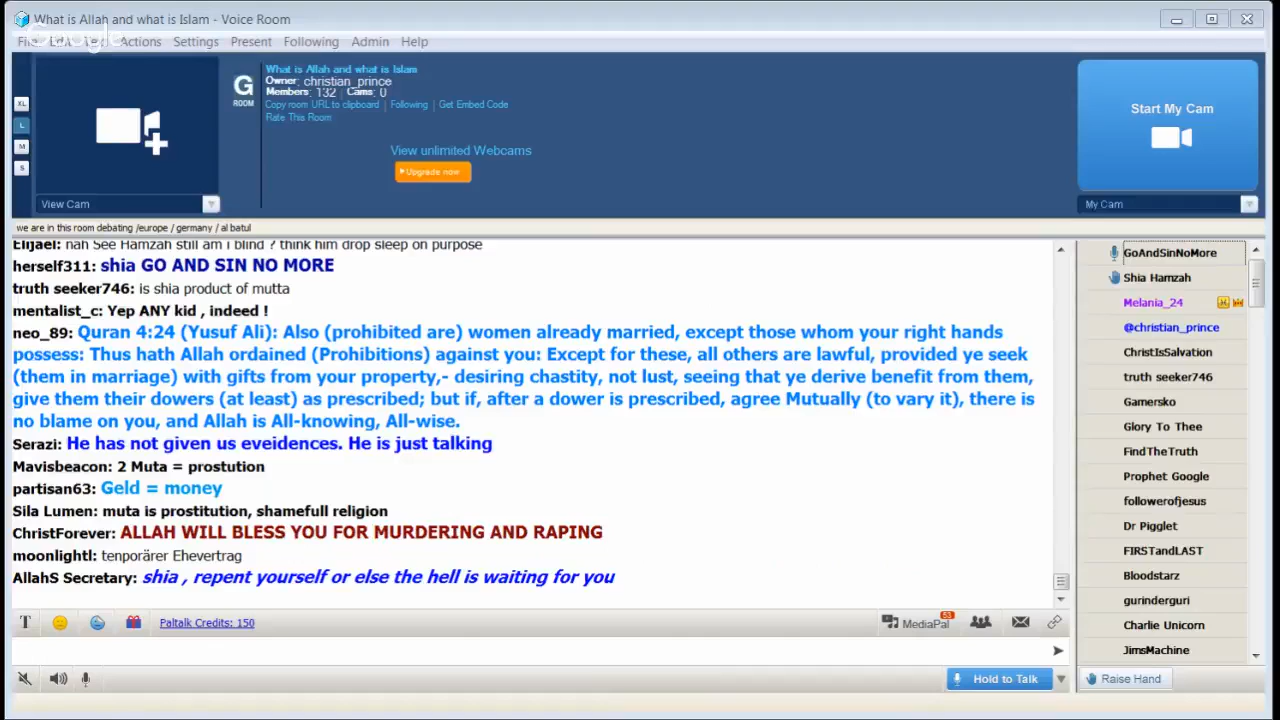 What is Allah and what is Islam - Voice Room
Google
Actions Settings Present Following Admin Help
XL
L
M
S
G
ROOM
What is Allah and what is Islam
Owner: christian_prince
Members: 132 Cams: 0
Copy room URL to clipboard | Following | Get Embed Code
Rate This Room
View unlimited Webcams
Upgrade now
Start My Cam
View Cam
My Cam
we are in this room debating /europe / germany / al batul
Elijael: nah See Hamzah still am i blind ? think him drop sleep on purpose
herself311: shia GO AND SIN NO MORE
truth seeker746: is shia product of mutta
mentalist_c: Yep ANY kid , indeed !
neo_89: Quran 4:24 (Yusuf Ali): Also (prohibited are) women already married, except those whom your right hands
possess: Thus hath Allah ordained (Prohibitions) against you: Except for these, all others are lawful, provided ye seek
(them in marriage) with gifts from your property,- desiring chastity, not lust, seeing that ye derive benefit from them,
give them their dowers (at least) as prescribed; but if, after a dower is prescribed, agree Mutually (to vary it), there is
no blame on you, and Allah is All-knowing, All-wise.
Serazi: He has not given us eveidences. He is just talking
Mavisbeacon: 2 Muta = prostution
partisan63: Geld = money
Sila Lumen: muta is prostitution, shamefull religion
ChristForever: ALLAH WILL BLESS YOU FOR MURDERING AND RAPING
moonlightl: tenporärer Ehevertrag
AllahS Secretary: shia , repent yourself or else the hell is waiting for you
GoAndSinNoMore
Shia Hamzah
Melania_24
@christian_prince
ChristIsSalvation
truth seeker746
Gamersko
Glory To Thee
FindTheTruth
Prophet Google
followerofjesus
Dr Pigglet
FIRSTandLAST
Bloodstarz
gurinderguri
Charlie Unicorn
JimsMachine
T
Paltalk Credits: 150
MediaPal
53
Hold to Talk
Raise Hand